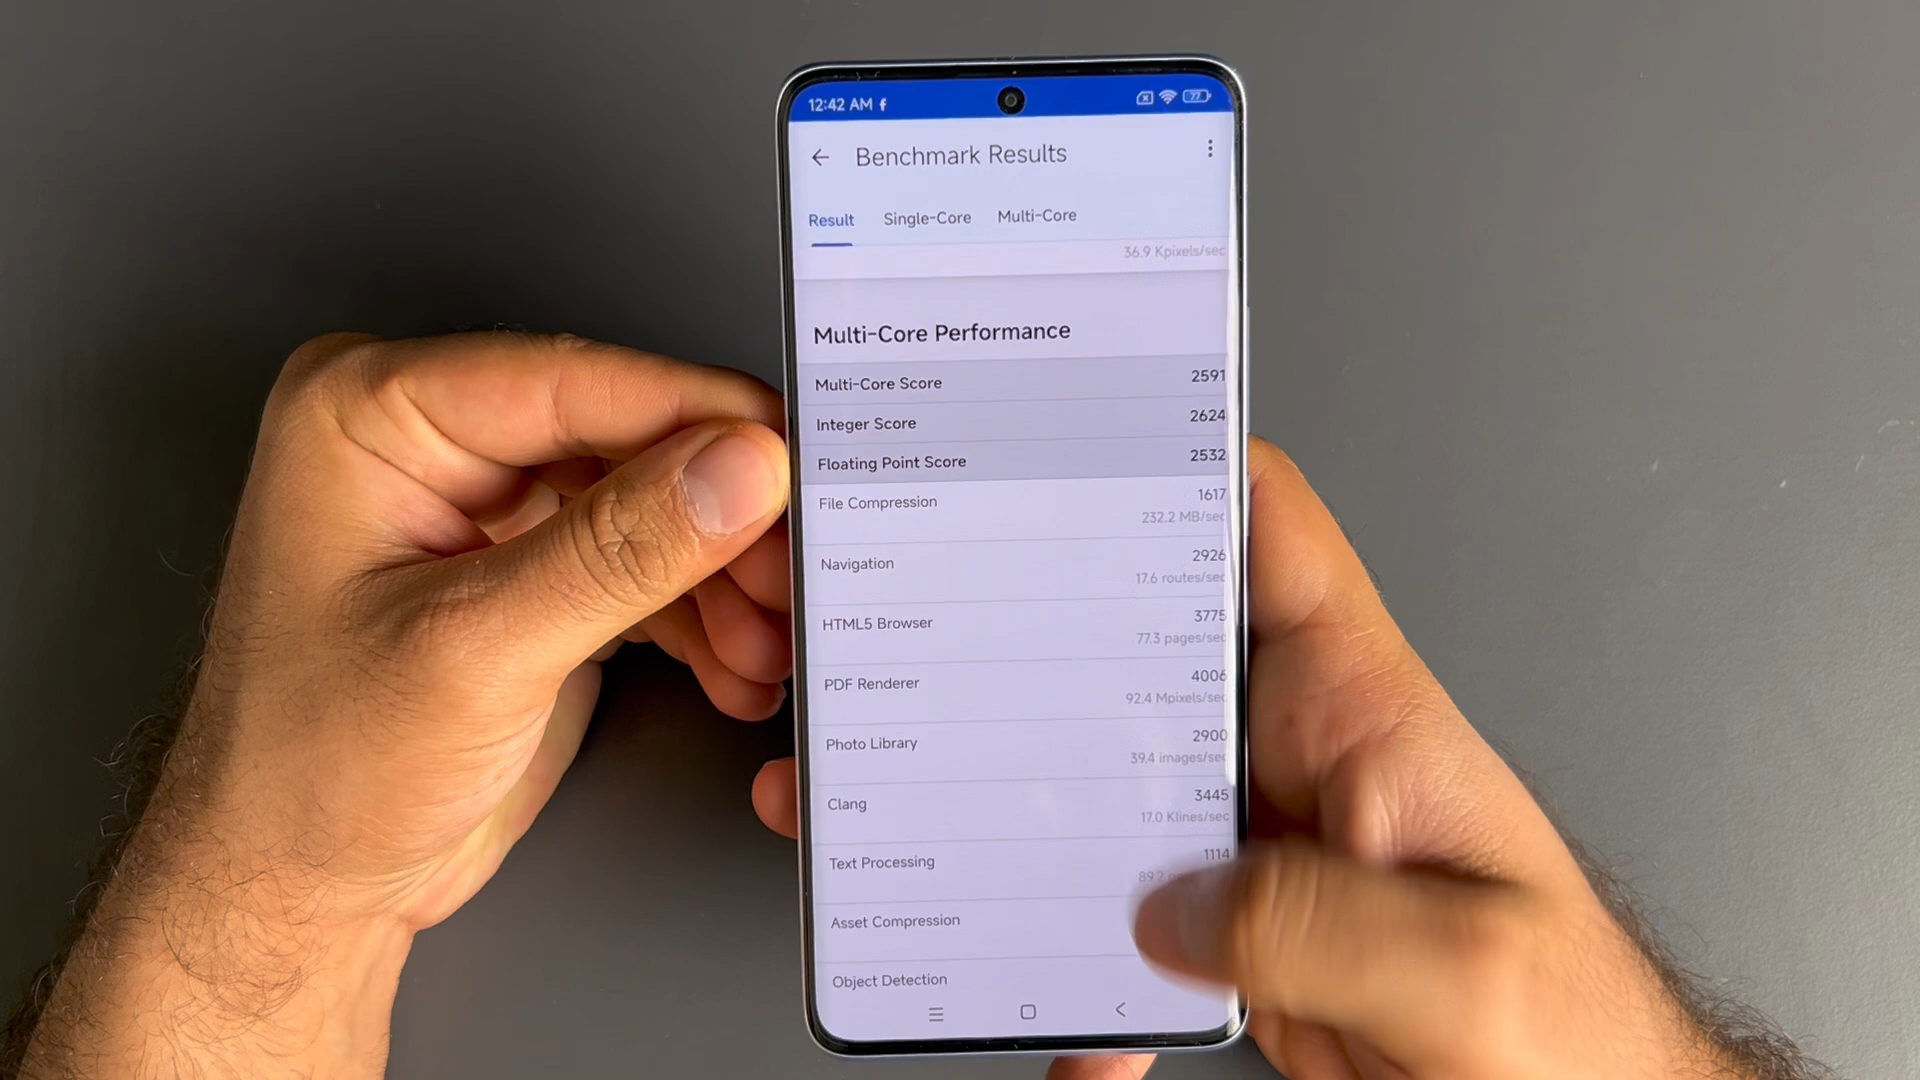 12:42 AM f
77
Benchmark Results
Result Single-Core Multi-Core
36.9 Kpixels/sec
Multi-Core Performance
Multi-Core Score 2591
Integer Score 2624
Floating Point Score 2532
File Compression 1617
232.2 MB/sec
Navigation 2926
17.6 routes/sec
HTML5 Browser 3775
77.3 pages/sec
PDF Renderer 4006
92.4 Mpixels/sec
Photo Library 2900
39.4 images/sec
Clang 3445
17.0 Klines/sec
Text Processing 1114
89.2
Asset Compression
Object Detection